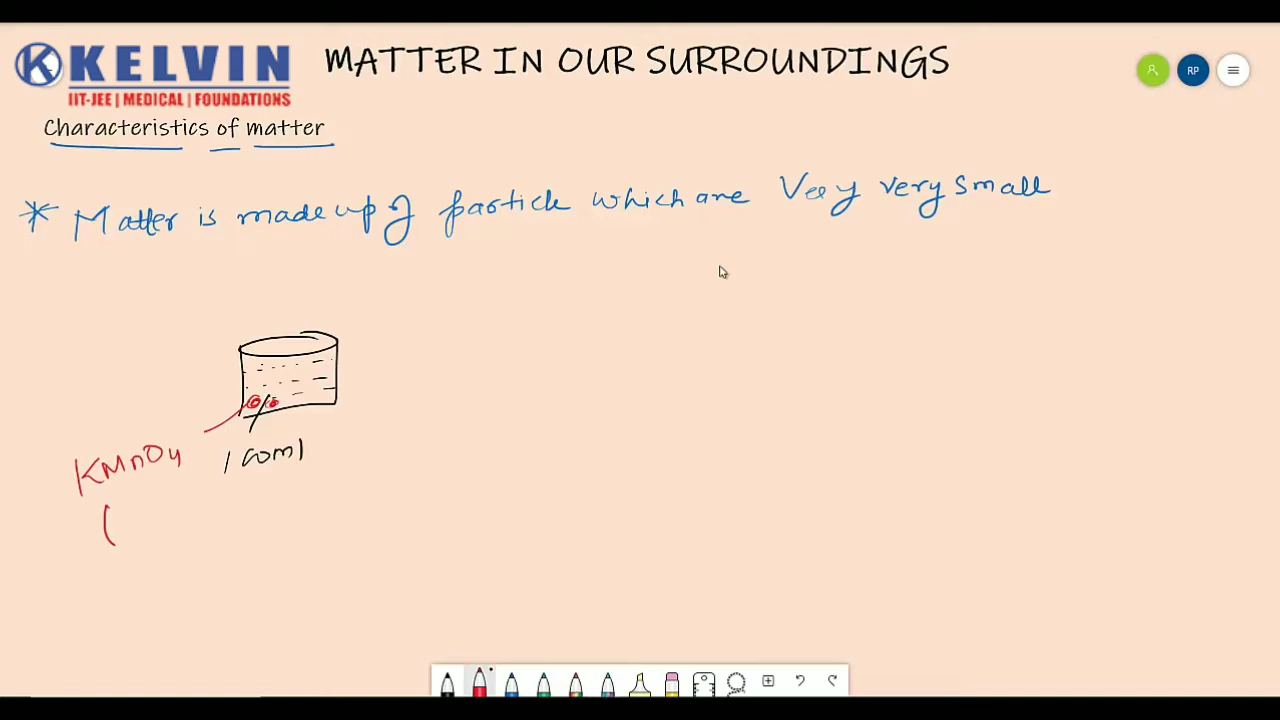 KELVIN
IIT-JEE | MEDICAL | FOUNDATIONS
MATTER IN OUR SURROUNDINGS
RP
Characteristics of matter
* Matter is made up of particle which are Very very small
KMnO4
100ml
(